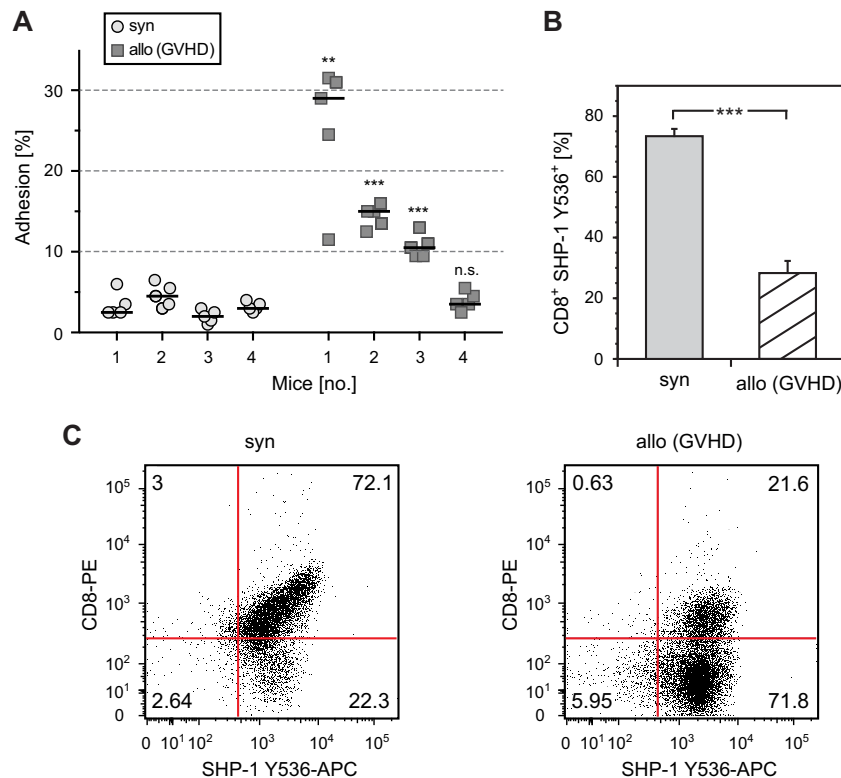 A
syn
allo (GVHD)
Adhesion [%]
30
20
10
0
**
***
***
n.s.
1 2 3 4 1 2 3 4
Mice [no.]
B
CD8⁺ SHP-1 Y536⁺ [%]
80
60
40
20
0
***
syn allo (GVHD)
C
syn
CD8-PE
10⁵
10⁴
10³
10²
10¹
0
3 72.1
2.64 22.3
0 10¹ 10² 10³ 10⁴ 10⁵
SHP-1 Y536-APC
allo (GVHD)
CD8-PE
10⁵
10⁴
10³
10²
10¹
0
0.63 21.6
5.95 71.8
0 10¹ 10² 10³ 10⁴ 10⁵
SHP-1 Y536-APC